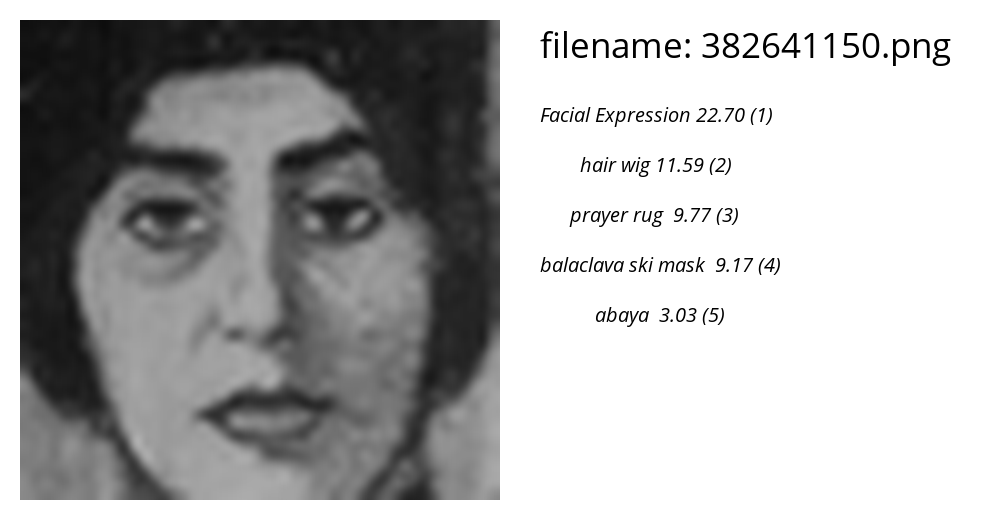 filename: 382641150.png
Facial Expression 22.70 (1)
hair wig 11.59 (2)
prayer rug  9.77 (3)
balaclava ski mask  9.17 (4)
abaya  3.03 (5)